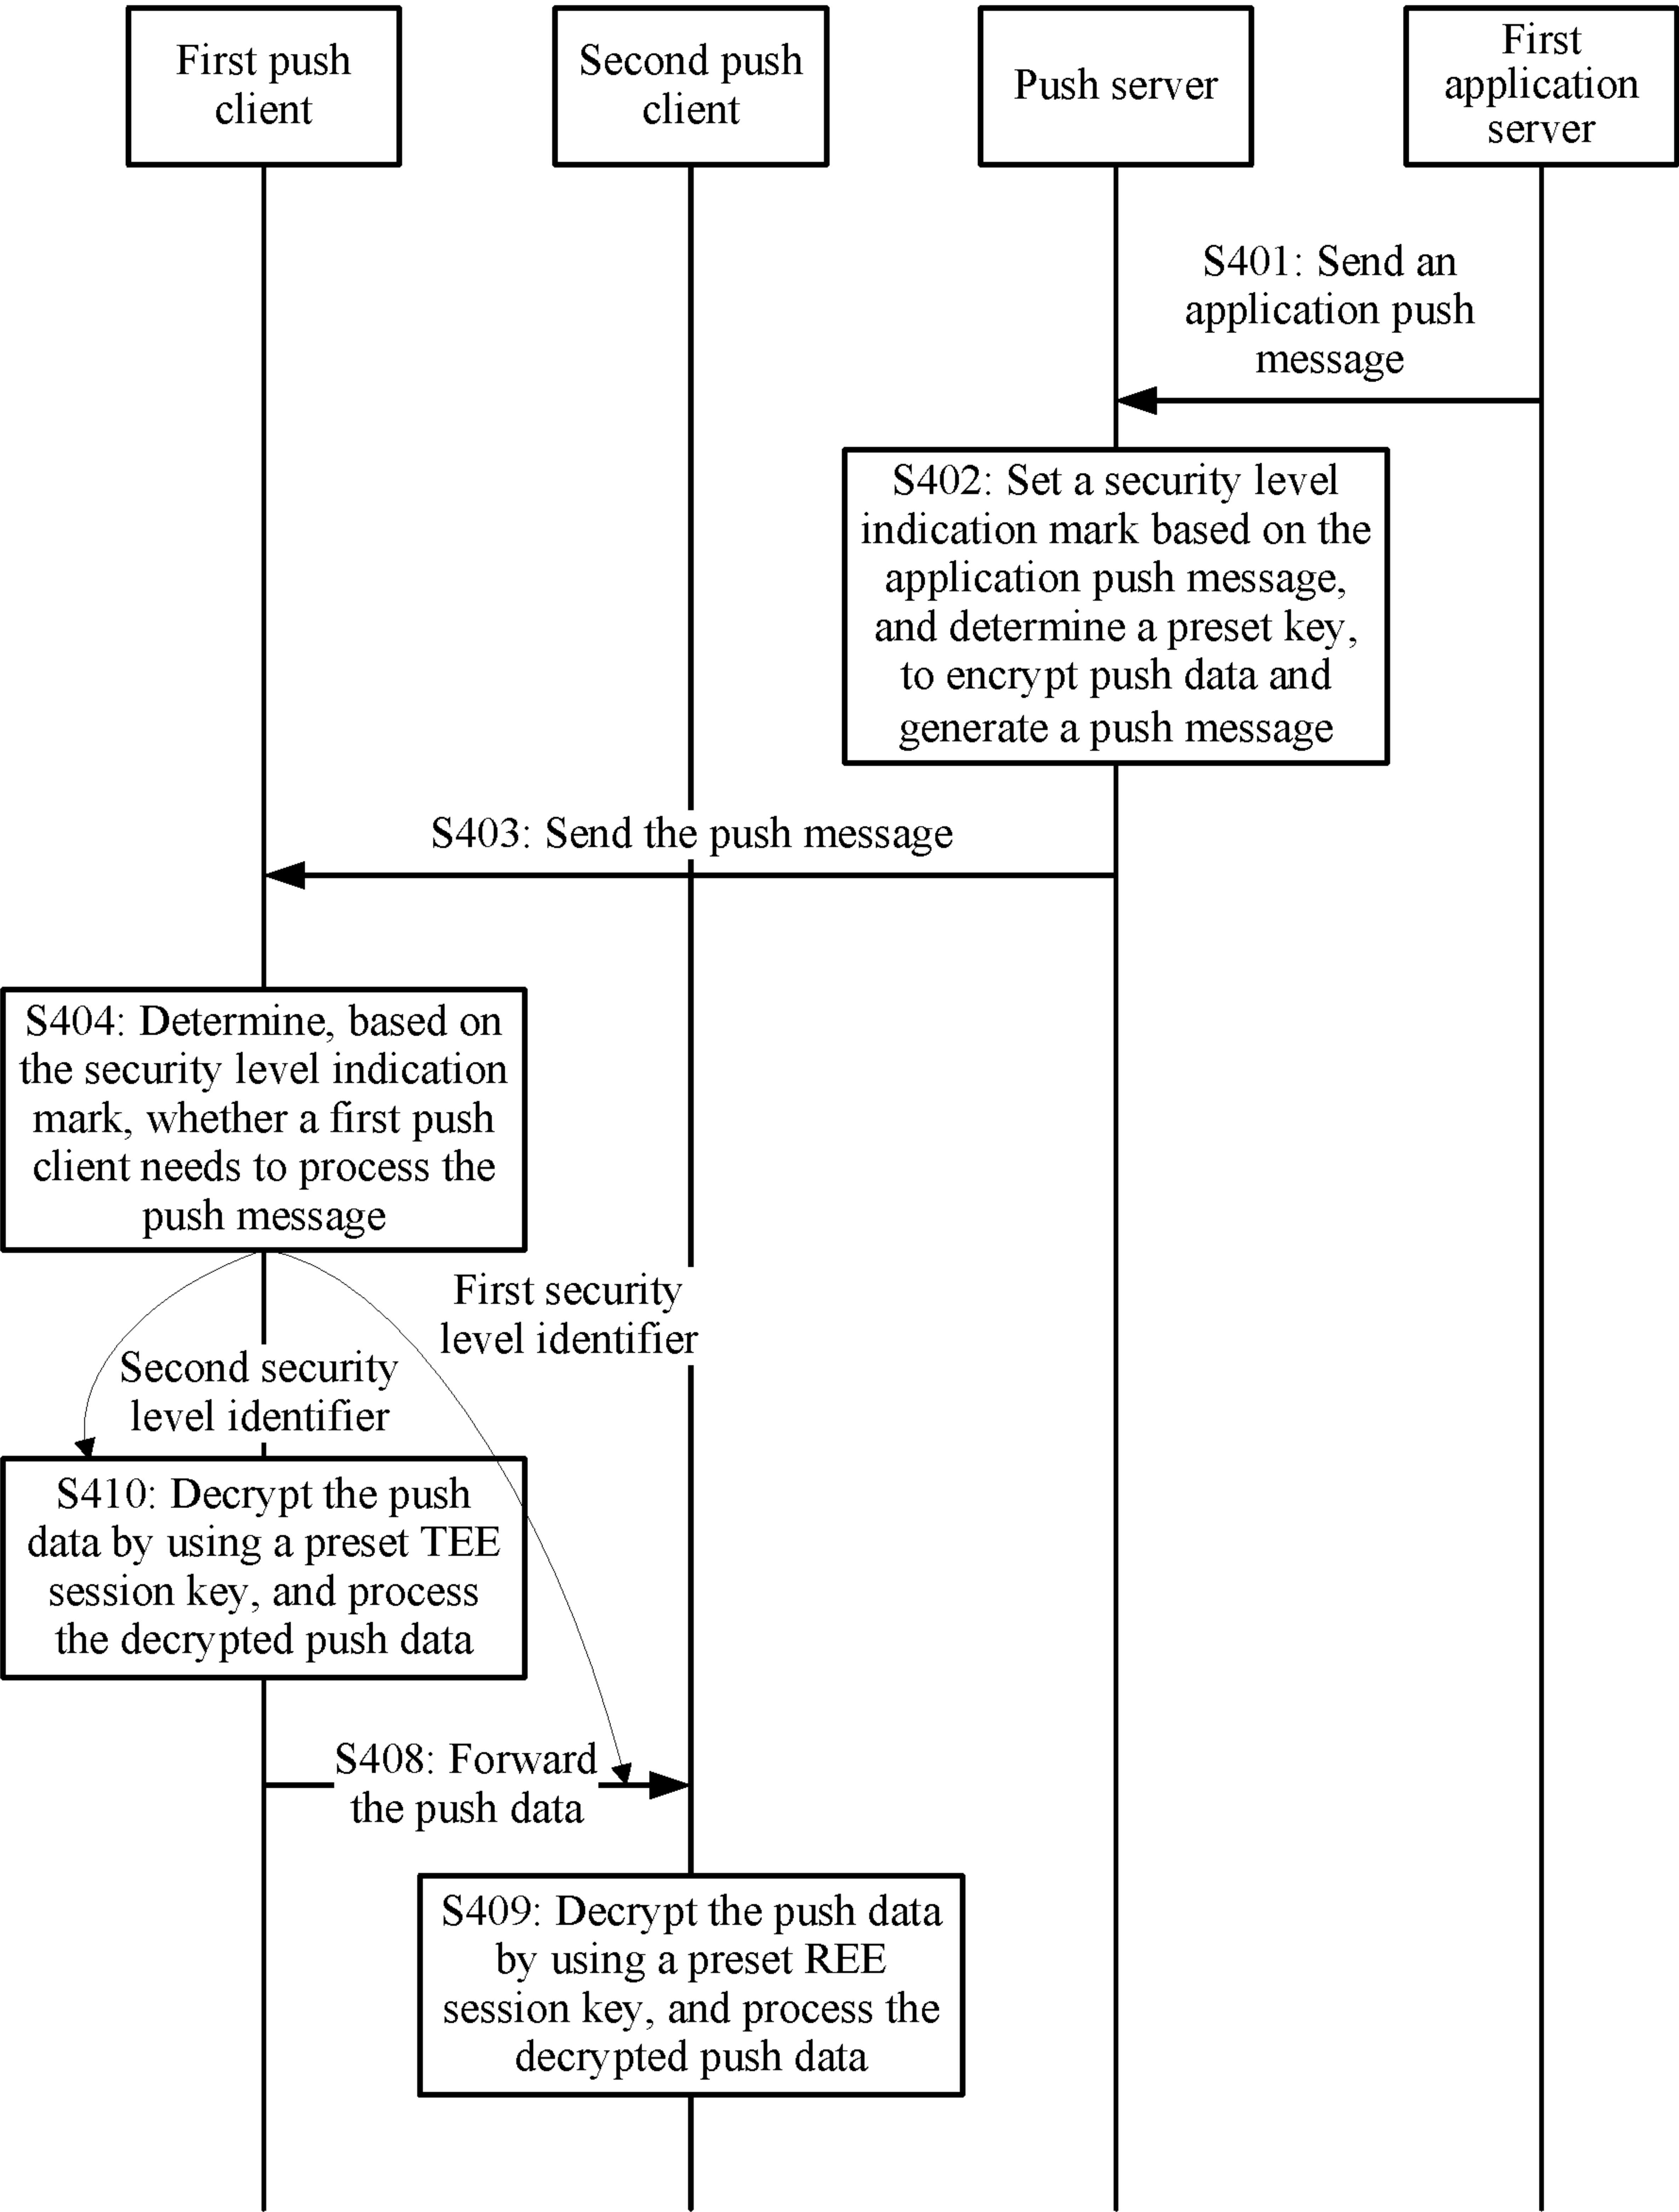 First push
client
Second push
client
Push server
First
application
server
S401: Send an
application push
message
S402: Set a security level
indication mark based on the
application push message,
and determine a preset key,
to encrypt push data and
generate a push message
S403: Send the push message
S404: Determine, based on
the security level indication
mark, whether a first push
client needs to process the
push message
First security
level identifier
Second security
level identifier
S410: Decrypt the push
data by using a preset TEE
session key, and process
the decrypted push data
S408: Forward
the push data
S409: Decrypt the push data
by using a preset REE
session key, and process the
decrypted push data